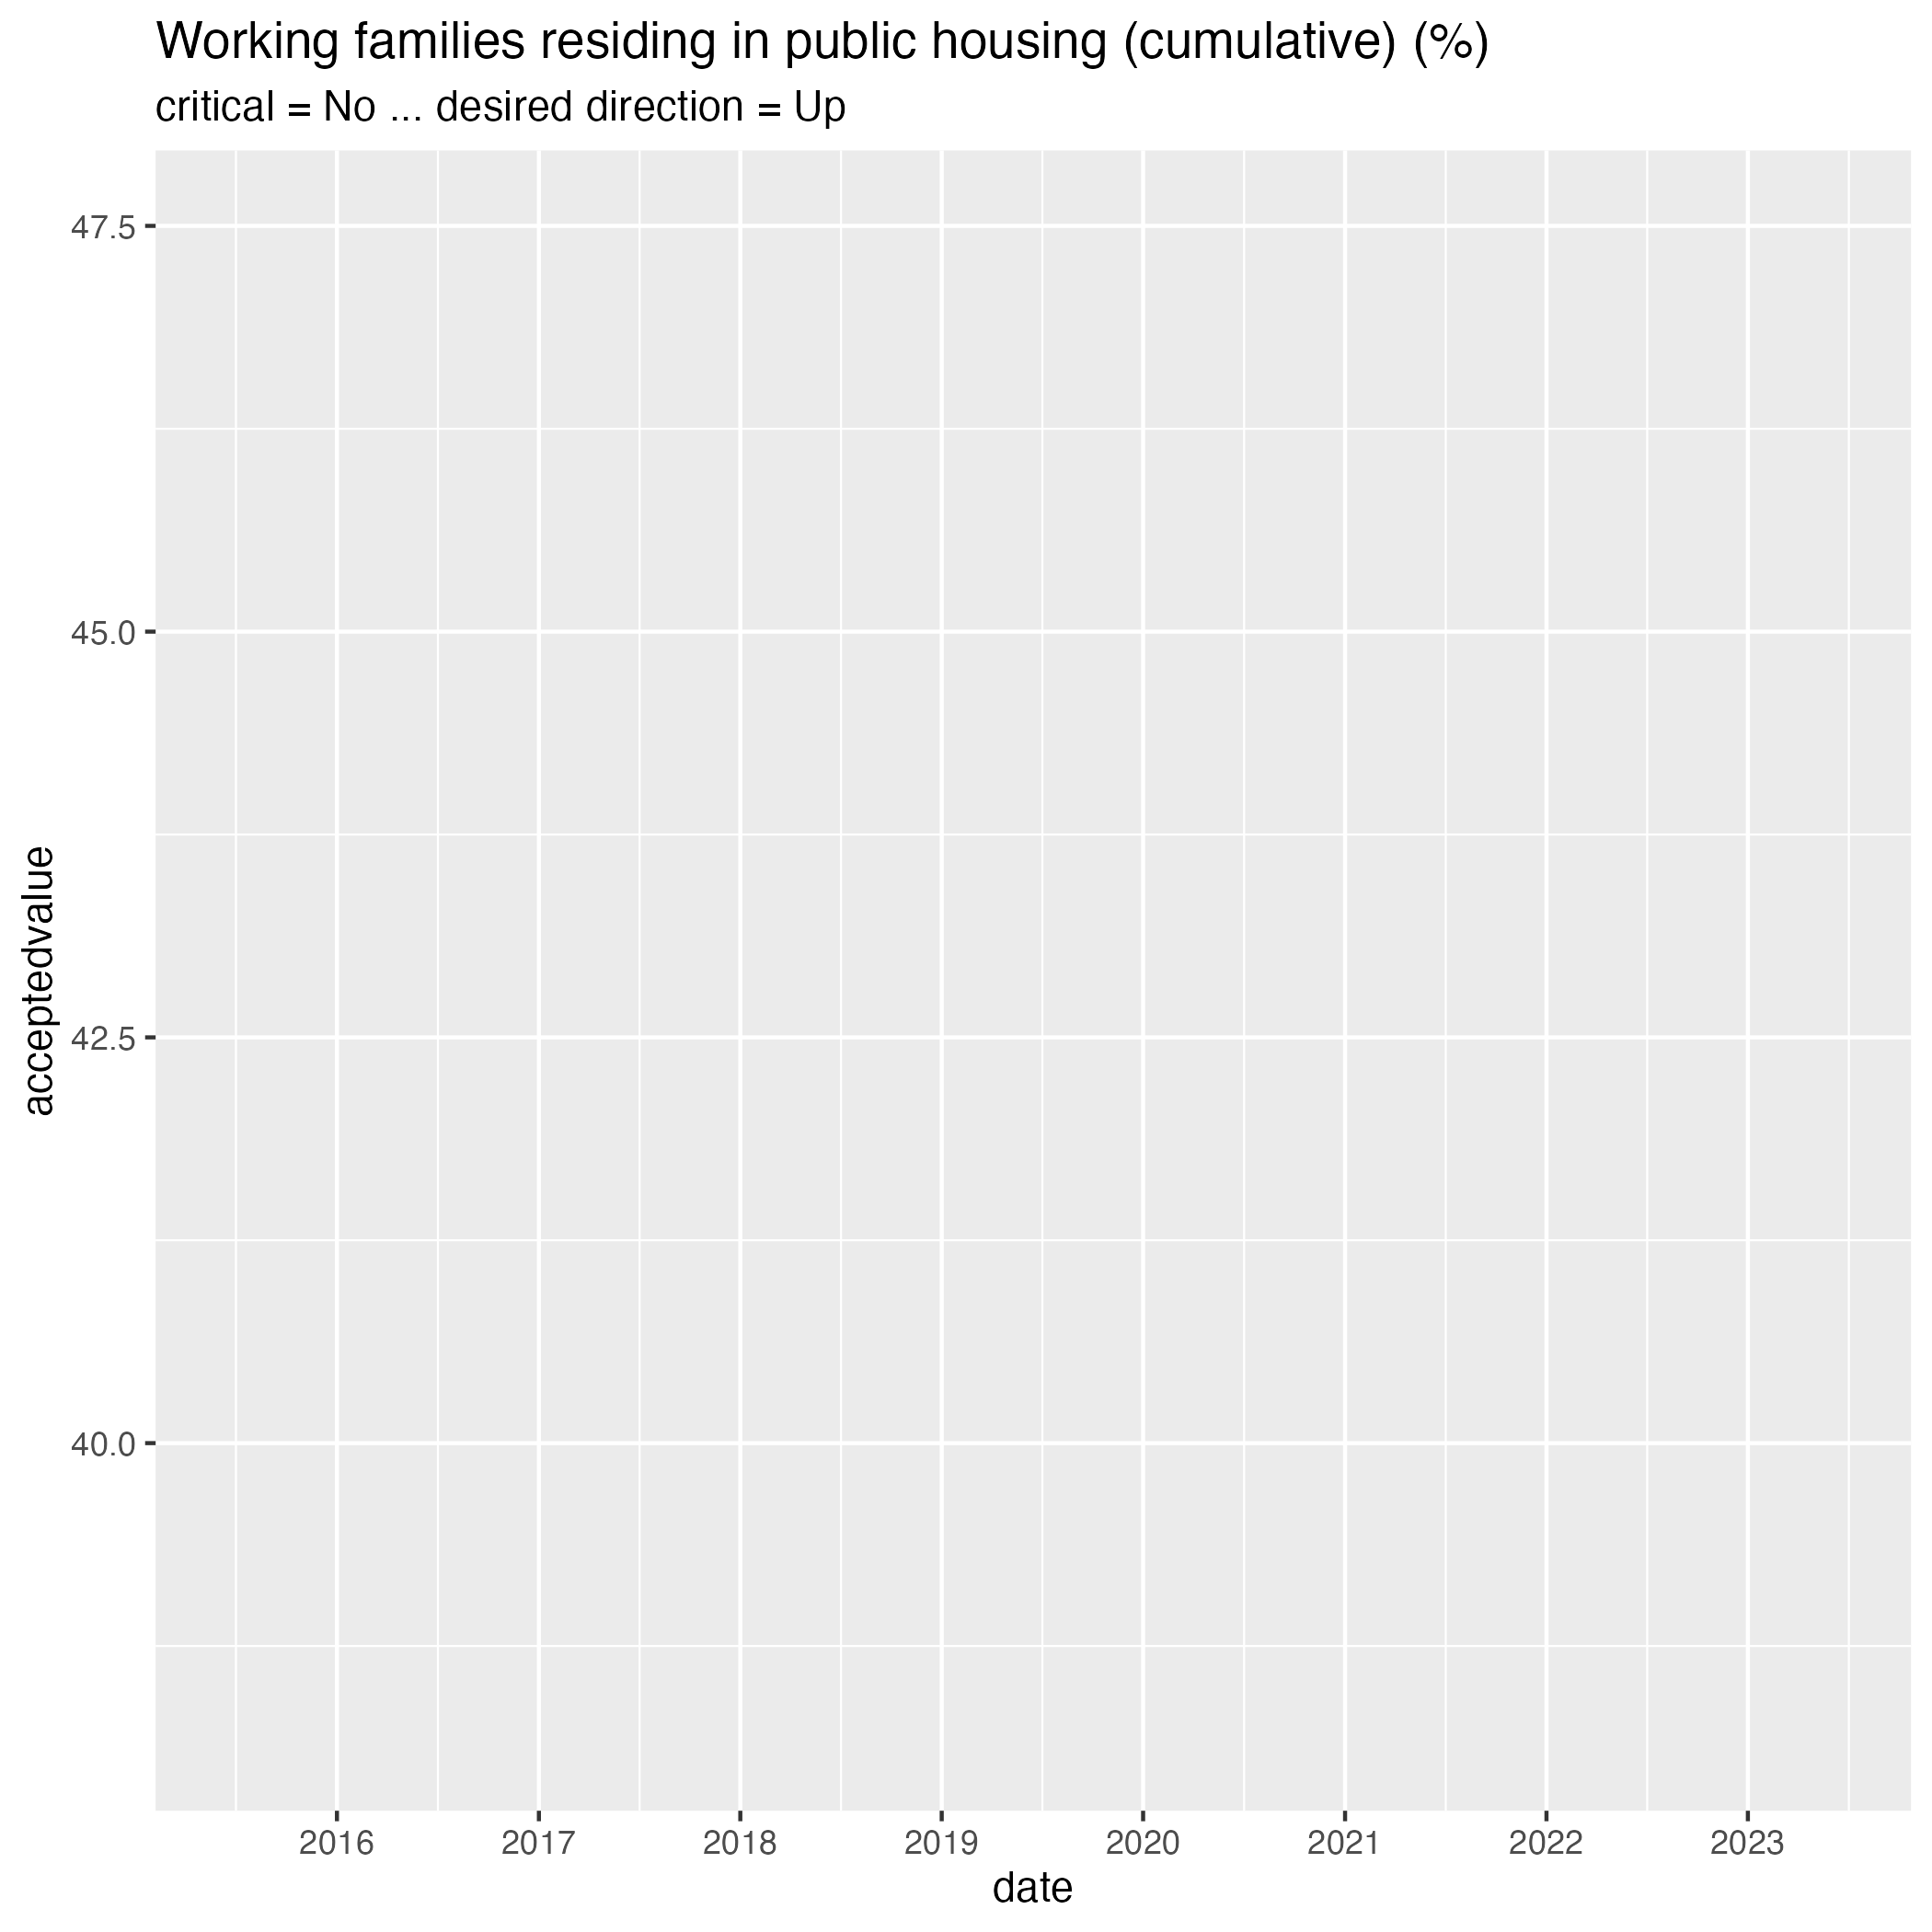 Working families residing in public housing (cumulative) (%)
critical = No ... desired direction = Up
acceptedvalue
47.5
45.0
42.5
40.0
2016 2017 2018 2019 2020 2021 2022 2023
date